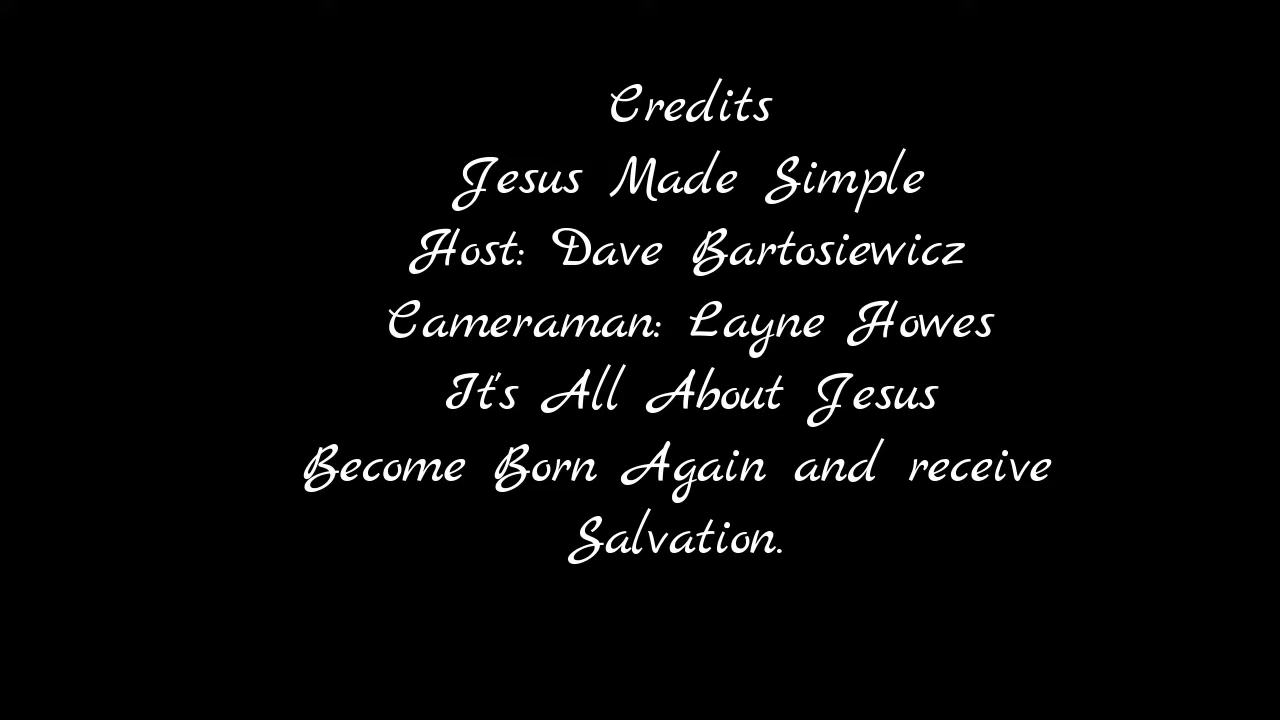 Credits
Jesus Made Simple
Host: Dave Bartosiewicz
Cameraman: Layne Howes
It's All About Jesus
Become Born Again and receive
Salvation.